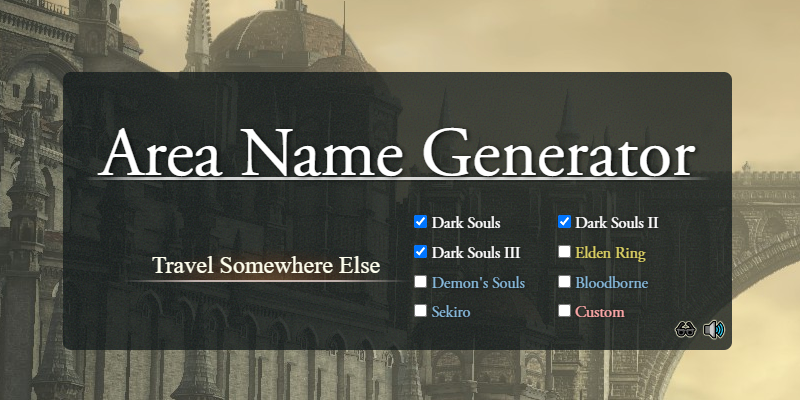 Area Name Generator
Travel Somewhere Else
Dark Souls
Dark Souls II
Dark Souls III
Elden Ring
Demon's Souls
Bloodborne
Sekiro
Custom